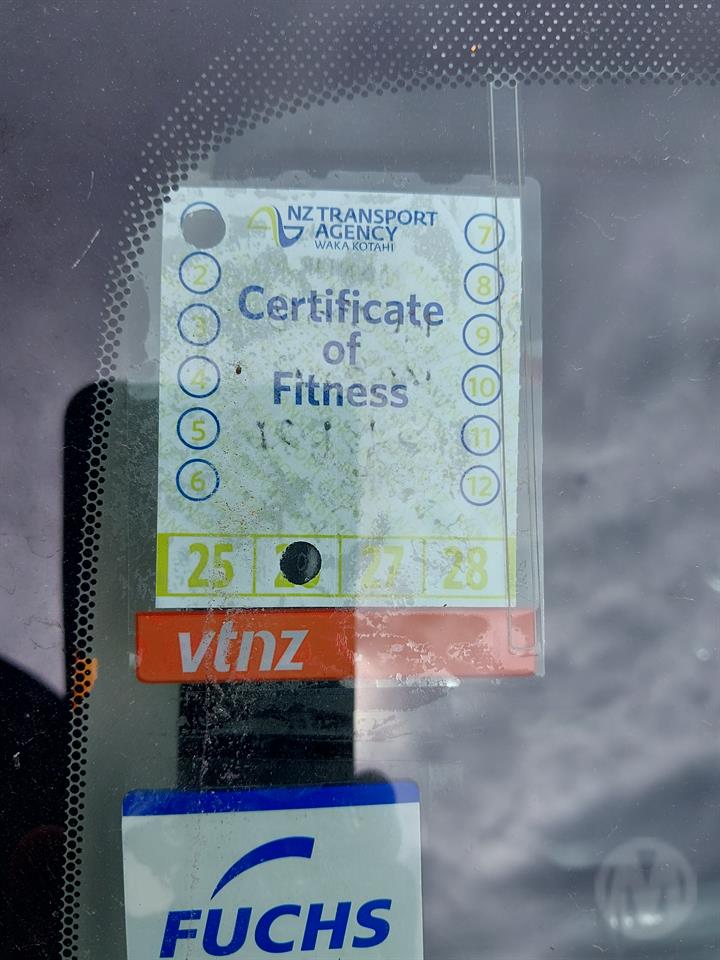 NZ TRANSPORT
AGENCY
WAKA KOTAHI
7
2
8
3
9
4
10
5
11
6
12
Certificate
of
Fitness
25
27
28
vtnz
FUCHS
M